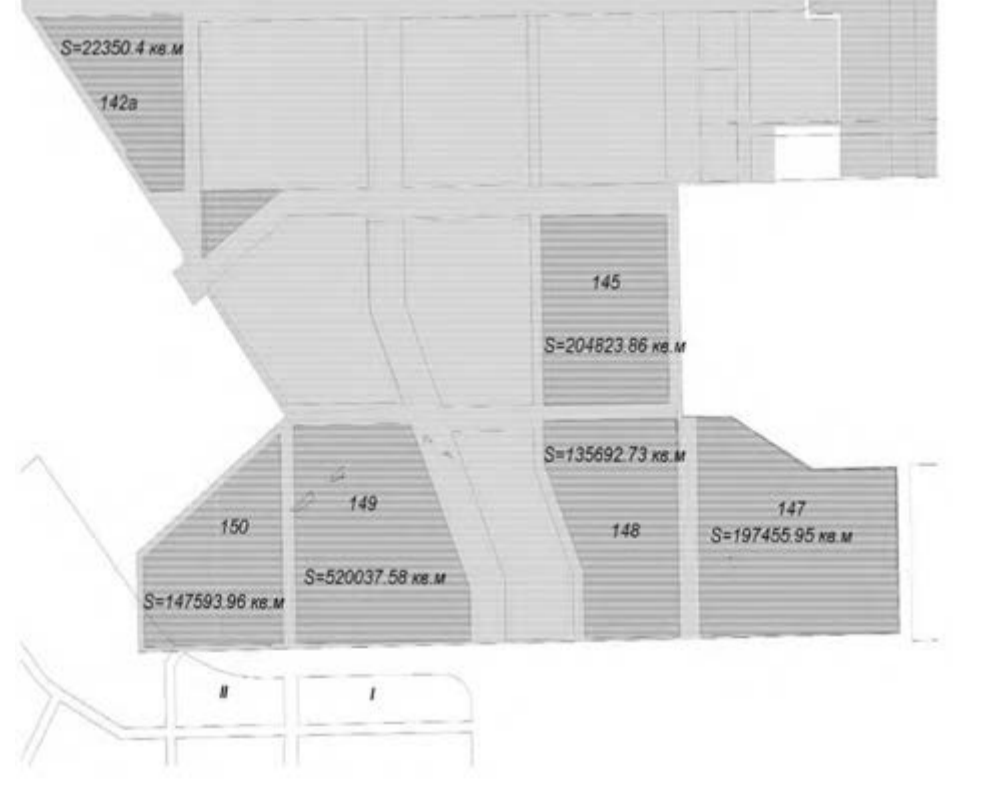 S=22350.4 кв.м
142а
145
S=204823.86 кв.м
S=135692.73 кв.м
149
147
150
148
S=197455.95 кв.м
S=520037.58 кв.м
S=147593.96 кв.м
II
I